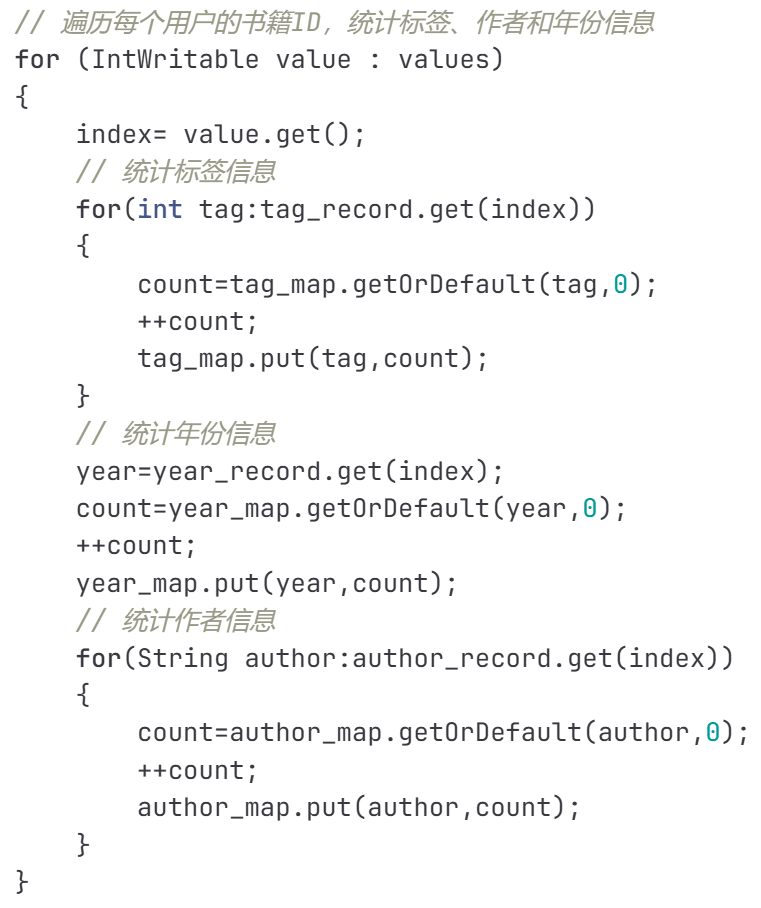 // 遍历每个用户的书籍ID，统计标签、作者和年份信息
for (IntWritable value : values)
{
    index= value.get();
    // 统计标签信息
    for(int tag:tag_record.get(index))
    {
        count=tag_map.getOrDefault(tag,0);
        ++count;
        tag_map.put(tag,count);
    }
    // 统计年份信息
    year=year_record.get(index);
    count=year_map.getOrDefault(year,0);
    ++count;
    year_map.put(year,count);
    // 统计作者信息
    for(String author:author_record.get(index))
    {
        count=author_map.getOrDefault(author,0);
        ++count;
        author_map.put(author,count);
    }
}